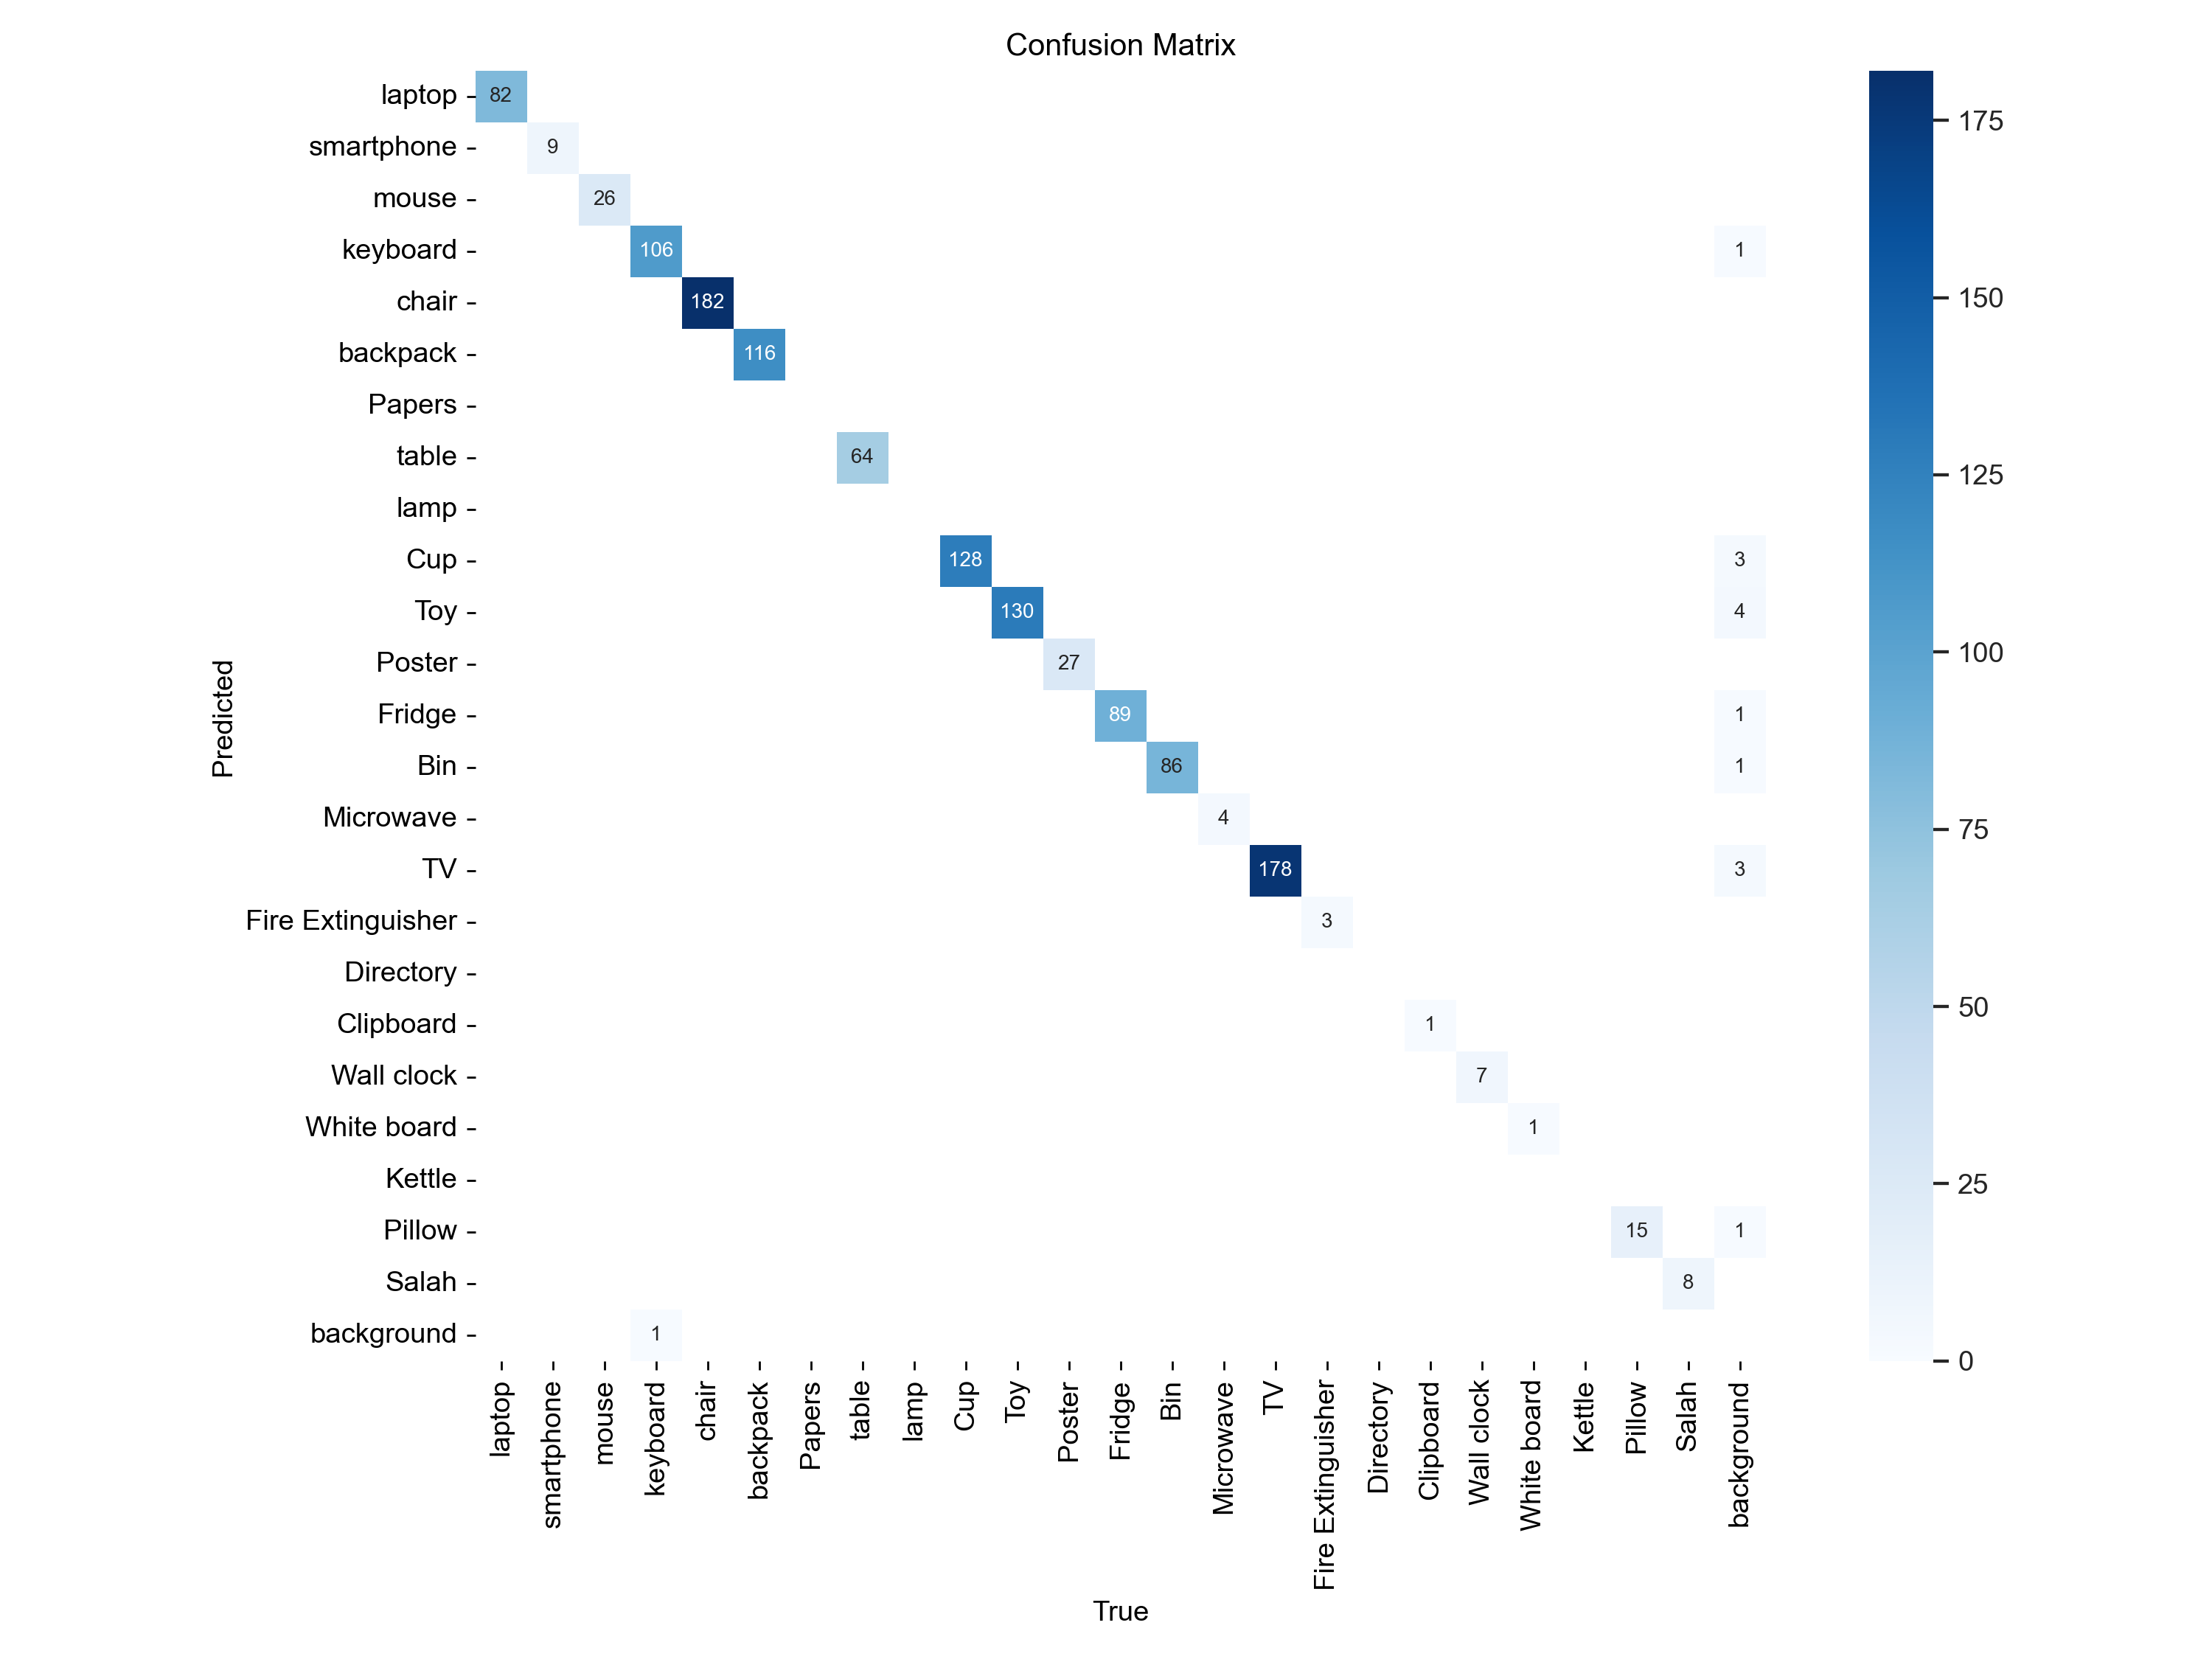 Confusion Matrix
laptop 82
smartphone 9
mouse 26
keyboard 106 1
chair 182
backpack 116
Papers
table 64
lamp
Cup 128 3
Toy 130 4
Poster 27
Fridge 89 1
Bin 86 1
Microwave 4
TV 178 3
Fire Extinguisher 3
Directory
Clipboard 1
Wall clock 7
White board 1
Kettle
Pillow 15 1
Salah 8
background 1
Predicted
laptop
smartphone
mouse
keyboard
chair
backpack
Papers
table
lamp
Cup
Toy
Poster
Fridge
Bin
Microwave
TV
Fire Extinguisher
Directory
Clipboard
Wall clock
White board
Kettle
Pillow
Salah
background
True
175
150
125
100
75
50
25
0